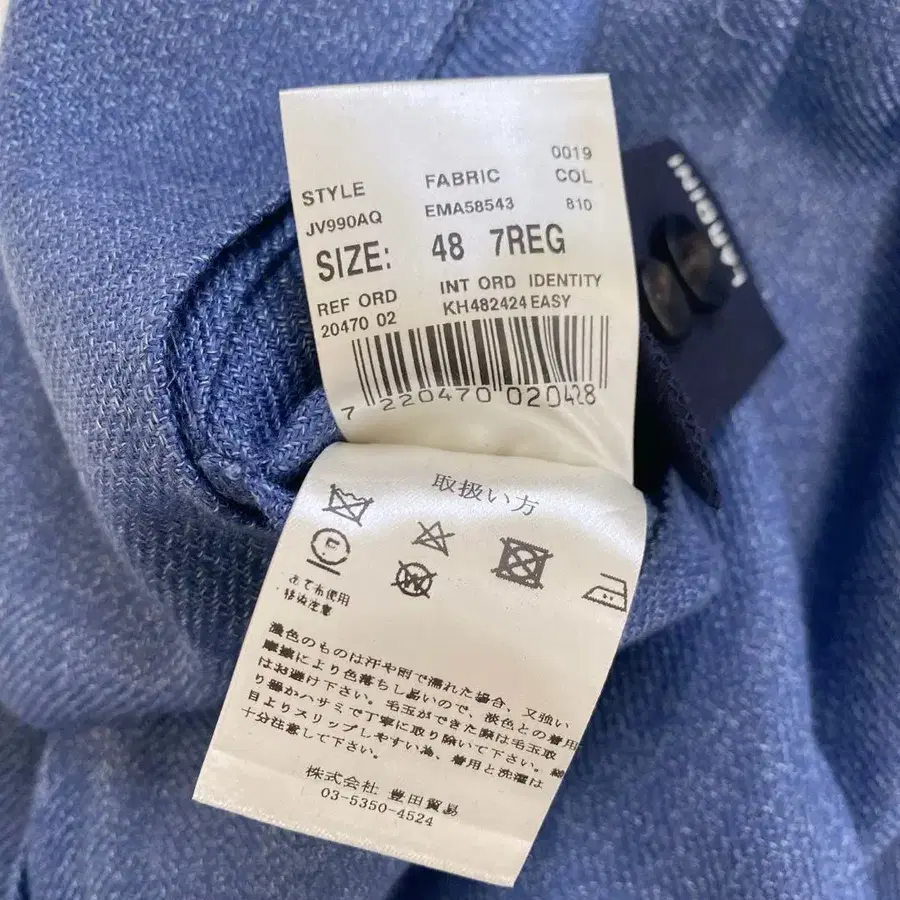 0019
STYLE FABRIC COL
JV990AQ EMA58543 810
SIZE: 48 7REG
REF ORD INT ORD IDENTITY
20470 02 KH482424 EASY
7 220470 020428
LARDINI
取扱い方
あて布使用
縫ぬ注意
濃色のものは汗や雨で濡れた場合、又強い
摩擦により色落ちし易いので、淡色との着用
はお避け下さい。毛玉ができた際は毛玉取
り器かハサミで丁寧に取り除いて下さい。縫
目よりスリップしやすい為、着用と洗濯は
十分注意して下さい。
株式会社 豊田貿易
03-5350-4524